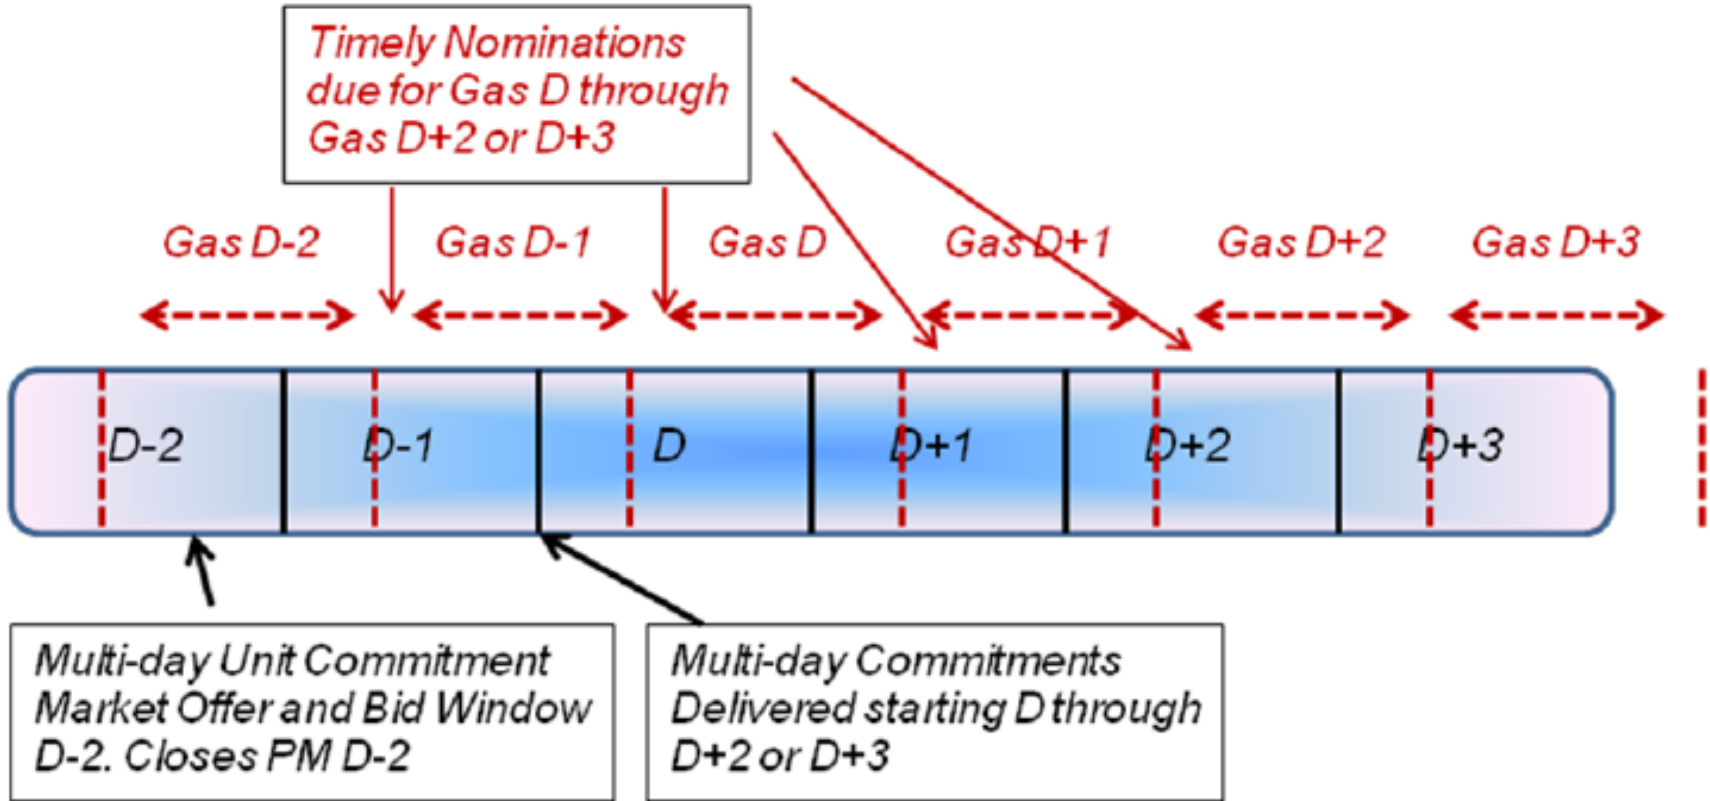 Timely Nominations
due for Gas D through
Gas D+2 or D+3
Gas D-2
Gas D-1
Gas D
Gas D+1
Gas D+2
Gas D+3
D-2
D-1
D
D+1
D+2
D+3
Multi-day Unit Commitment
Market Offer and Bid Window
D-2. Closes PM D-2
Multi-day Commitments
Delivered starting D through
D+2 or D+3